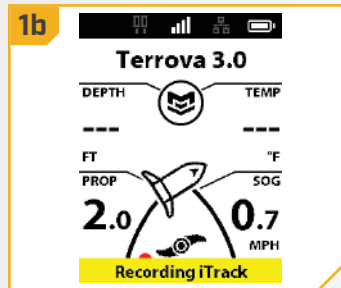 1b
Terrova 3.0
DEPTH TEMP
--- ---
FT °F
PROP SOG
2.0 0.7
MPH
Recording iTrack